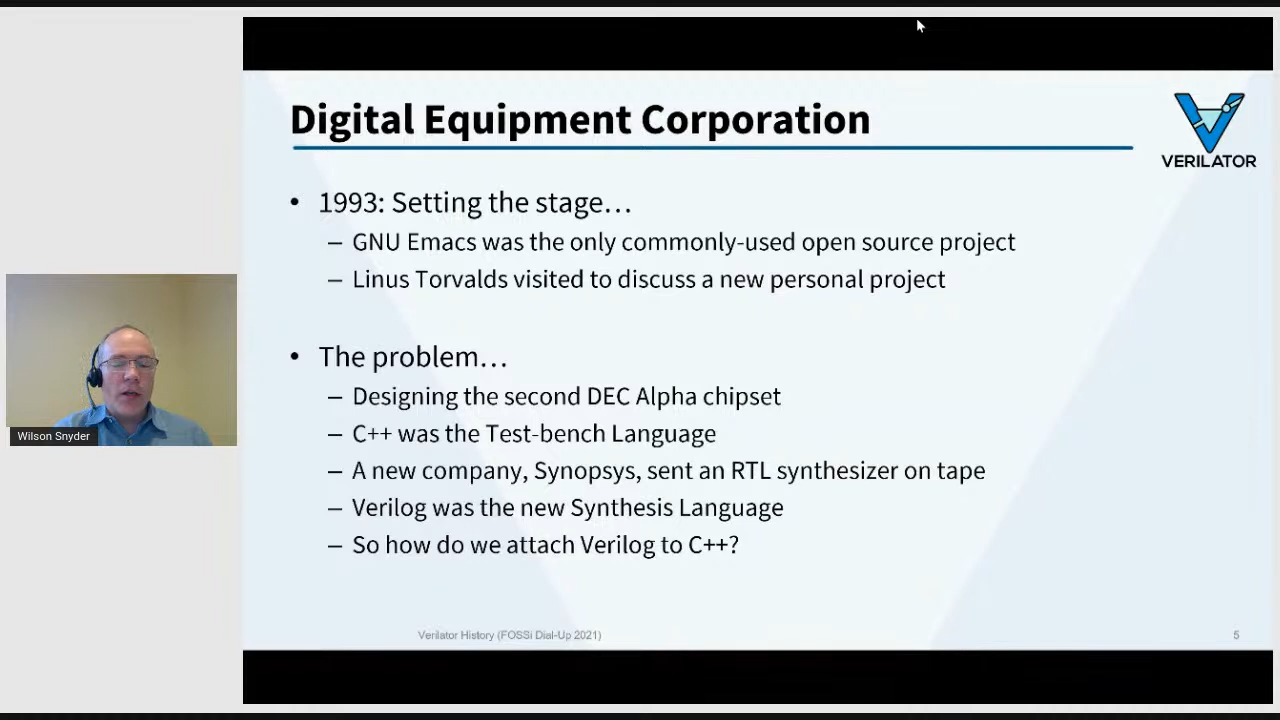 Digital Equipment Corporation
VERILATOR
• 1993: Setting the stage…
– GNU Emacs was the only commonly-used open source project
– Linus Torvalds visited to discuss a new personal project
• The problem…
– Designing the second DEC Alpha chipset
– C++ was the Test-bench Language
– A new company, Synopsys, sent an RTL synthesizer on tape
– Verilog was the new Synthesis Language
– So how do we attach Verilog to C++?
Wilson Snyder
Verilator History (FOSSi Dial-Up 2021)
5